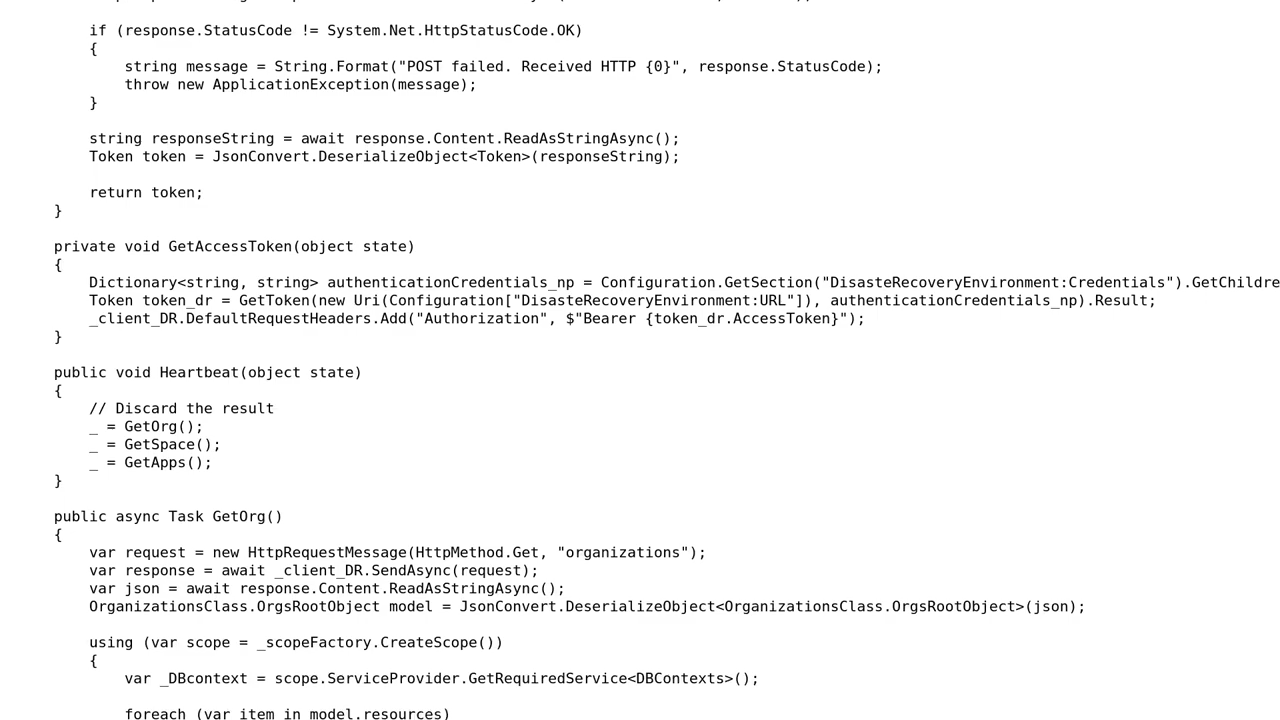 if (response.StatusCode != System.Net.HttpStatusCode.OK)
{
string message = String.Format("POST failed. Received HTTP {0}", response.StatusCode);
throw new ApplicationException(message);
}
string responseString = await response.Content.ReadAsStringAsync();
Token token = JsonConvert.DeserializeObject<Token>(responseString);
return token;
}
private void GetAccessToken(object state)
{
Dictionary<string, string> authenticationCredentials_np = Configuration.GetSection("DisasteRecoveryEnvironment:Credentials").GetChildre
Token token_dr = GetToken(new Uri(Configuration["DisasteRecoveryEnvironment:URL"]), authenticationCredentials_np).Result;
_client_DR.DefaultRequestHeaders.Add("Authorization", $"Bearer {token_dr.AccessToken}");
}
public void Heartbeat(object state)
{
// Discard the result
_ = GetOrg();
_ = GetSpace();
_ = GetApps();
}
public async Task GetOrg()
{
var request = new HttpRequestMessage(HttpMethod.Get, "organizations");
var response = await _client_DR.SendAsync(request);
var json = await response.Content.ReadAsStringAsync();
OrganizationsClass.OrgsRootObject model = JsonConvert.DeserializeObject<OrganizationsClass.OrgsRootObject>(json);
using (var scope = _scopeFactory.CreateScope())
{
var _DBcontext = scope.ServiceProvider.GetRequiredService<DBContexts>();
foreach (var item in model.resources)